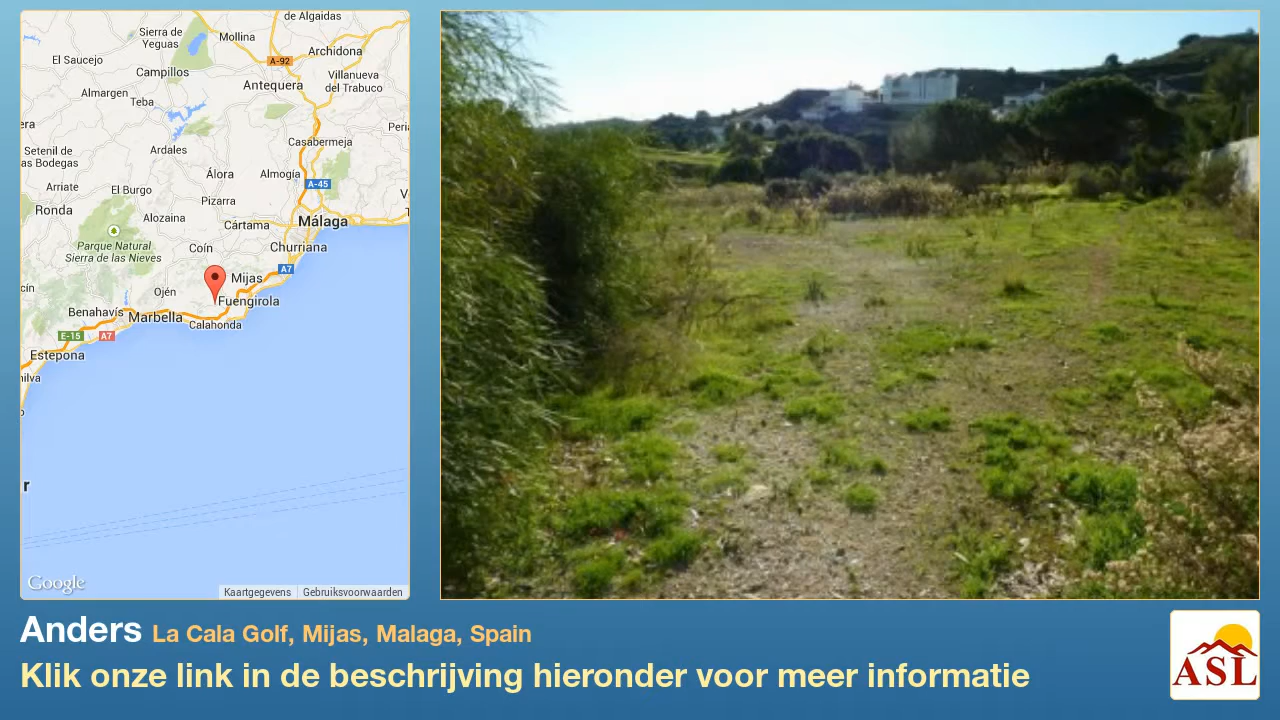 de Algaidas
Sierra de Yeguas
Mollina
Archidona
El Saucejo
A-92
Campillos
Antequera
Villanueva del Trabuco
Almargen
Teba
Casabermeja
Setenil de
as Bodegas
Ardales
Arriate
El Burgo
Álora
Almogía
A-45
Pizarra
Ronda
Alozaina
Cártama
Málaga
Parque Natural
Sierra de las Nieves
Coín
Churriana
A7
Mijas
Ojén
Fuengirola
Benahavís
Marbella
Calahonda
E-15
A7
Estepona
Google
Kaartgegevens
Gebruiksvoorwaarden
Anders La Cala Golf, Mijas, Malaga, Spain
Klik onze link in de beschrijving hieronder voor meer informatie
ASL